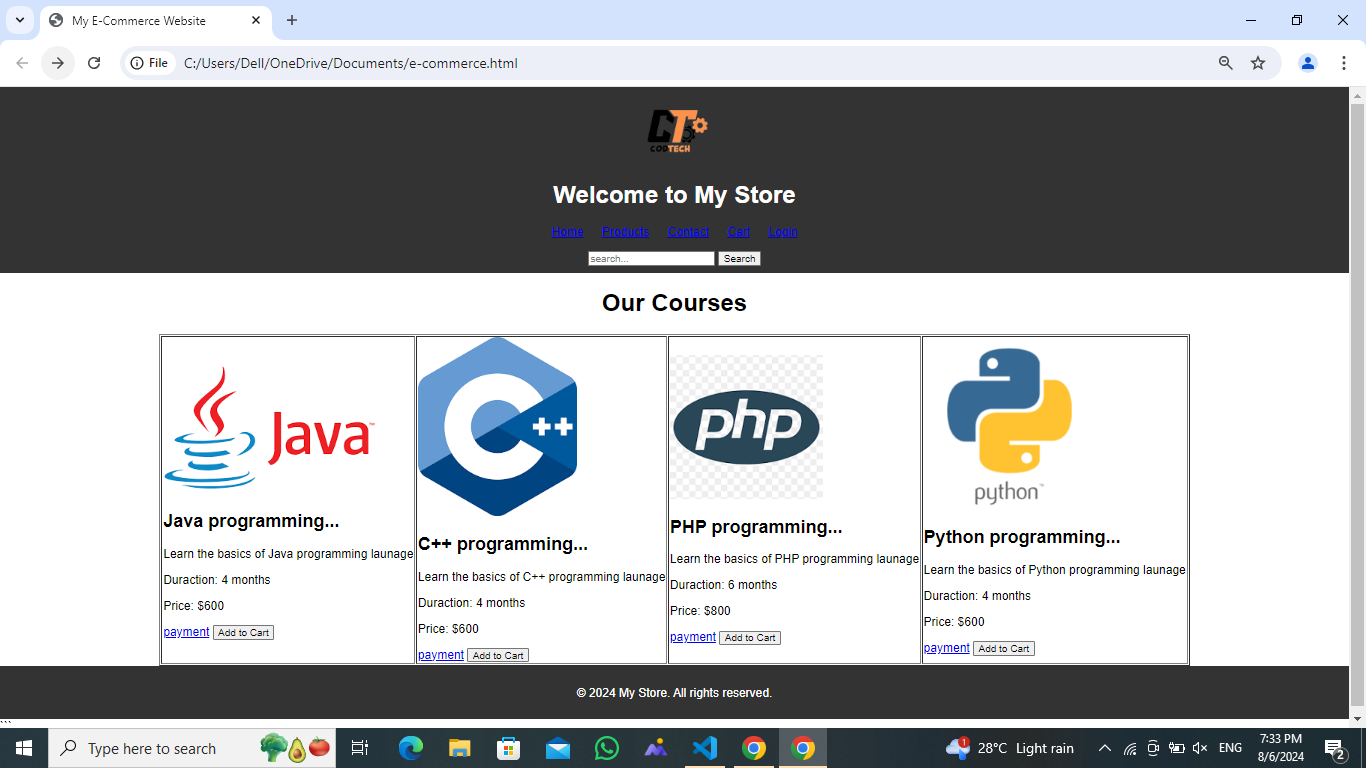 My E-Commerce Website
File
C:/Users/Dell/OneDrive/Documents/e-commerce.html
CT
CODTECH
Welcome to My Store
Home Products Contact Cart Login
search... Search
Our Courses
Java™
Java programming...
Learn the basics of Java programming launage
Duraction: 4 months
Price: $600
payment Add to Cart
C++
C++ programming...
Learn the basics of C++ programming launage
Duraction: 4 months
Price: $600
payment Add to Cart
php
PHP programming...
Learn the basics of PHP programming launage
Duraction: 6 months
Price: $800
payment Add to Cart
python™
Python programming...
Learn the basics of Python programming launage
Duraction: 4 months
Price: $600
payment Add to Cart
© 2024 My Store. All rights reserved.
```
Type here to search
1
28°C Light rain
ENG
7:33 PM
8/6/2024
2